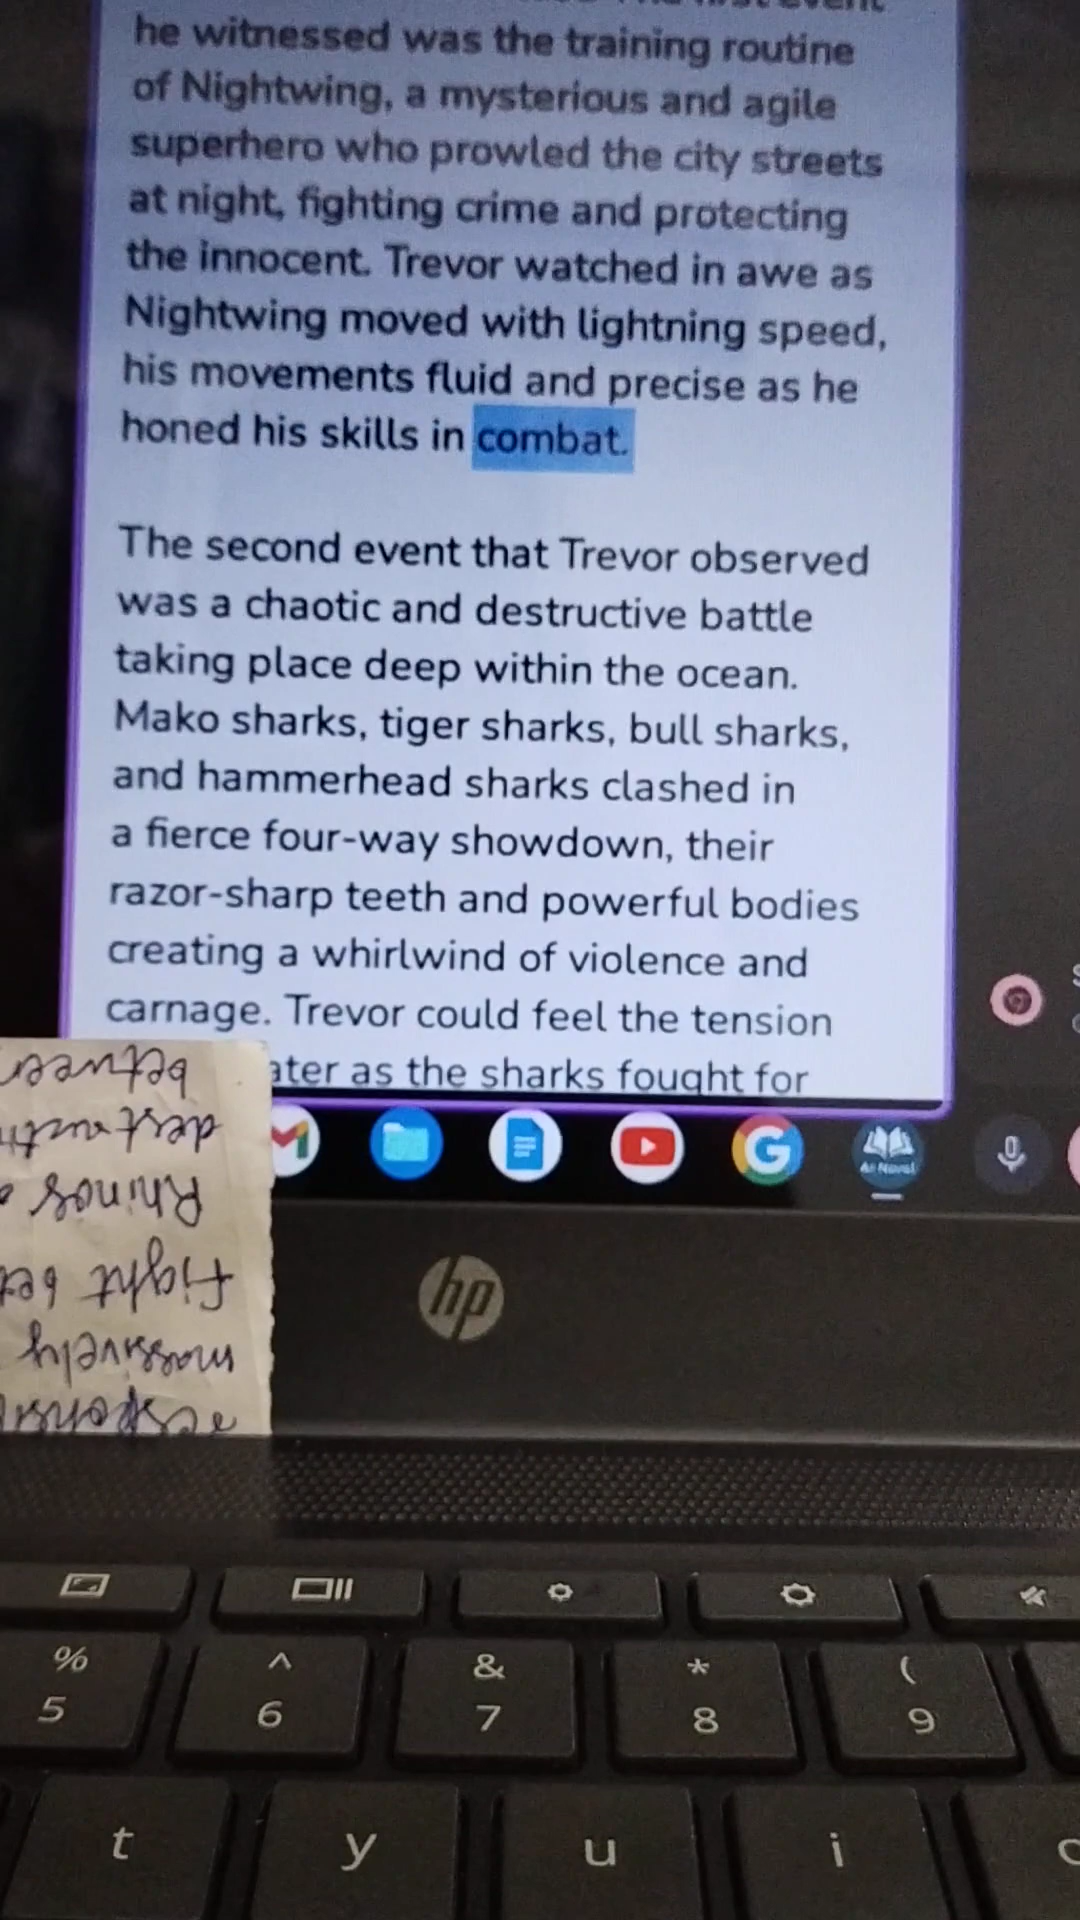 he witnessed was the training routine
of Nightwing, a mysterious and agile
superhero who prowled the city streets
at night, fighting crime and protecting
the innocent. Trevor watched in awe as
Nightwing moved with lightning speed,
his movements fluid and precise as he
honed his skills in combat.
The second event that Trevor observed
was a chaotic and destructive battle
taking place deep within the ocean.
Mako sharks, tiger sharks, bull sharks,
and hammerhead sharks clashed in
a fierce four-way showdown, their
razor-sharp teeth and powerful bodies
creating a whirlwind of violence and
carnage. Trevor could feel the tension
as the sharks fought for
massively
fight
Rhinos
AI Novel
hp
% ^ & * (
5 6 7 8 9
t y u i